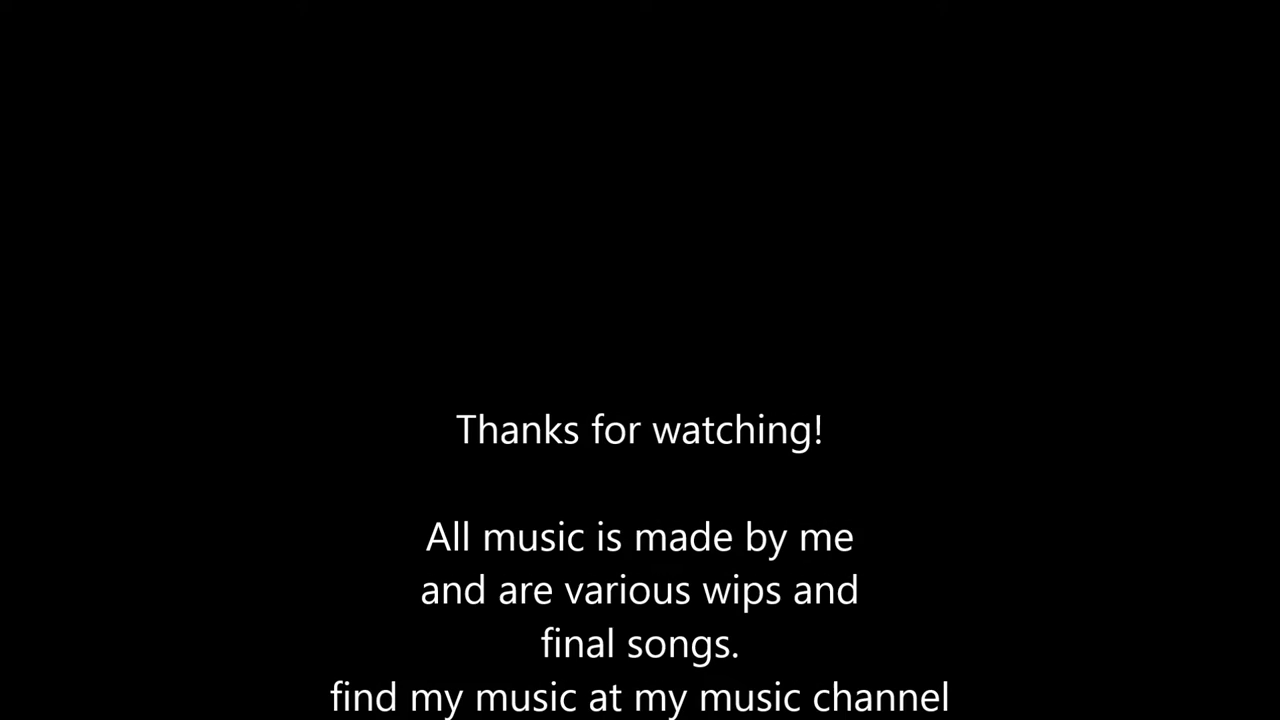 Thanks for watching!
All music is made by me
and are various wips and
final songs.
find my music at my music channel